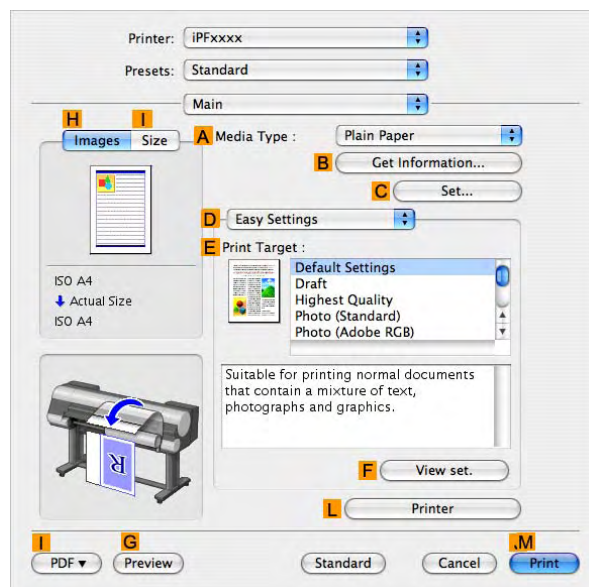 Printer: iPFxxxx
Presets: Standard
Main
H I
Images Size
A Media Type : Plain Paper
B Get Information...
C Set...
D Easy Settings
E Print Target :
Default Settings
Draft
Highest Quality
Photo (Standard)
Photo (Adobe RGB)
ISO A4
Actual Size
ISO A4
Suitable for printing normal documents
that contain a mixture of text,
photographs and graphics.
R
F View set.
L Printer
I G .M
PDF Preview Standard Cancel Print